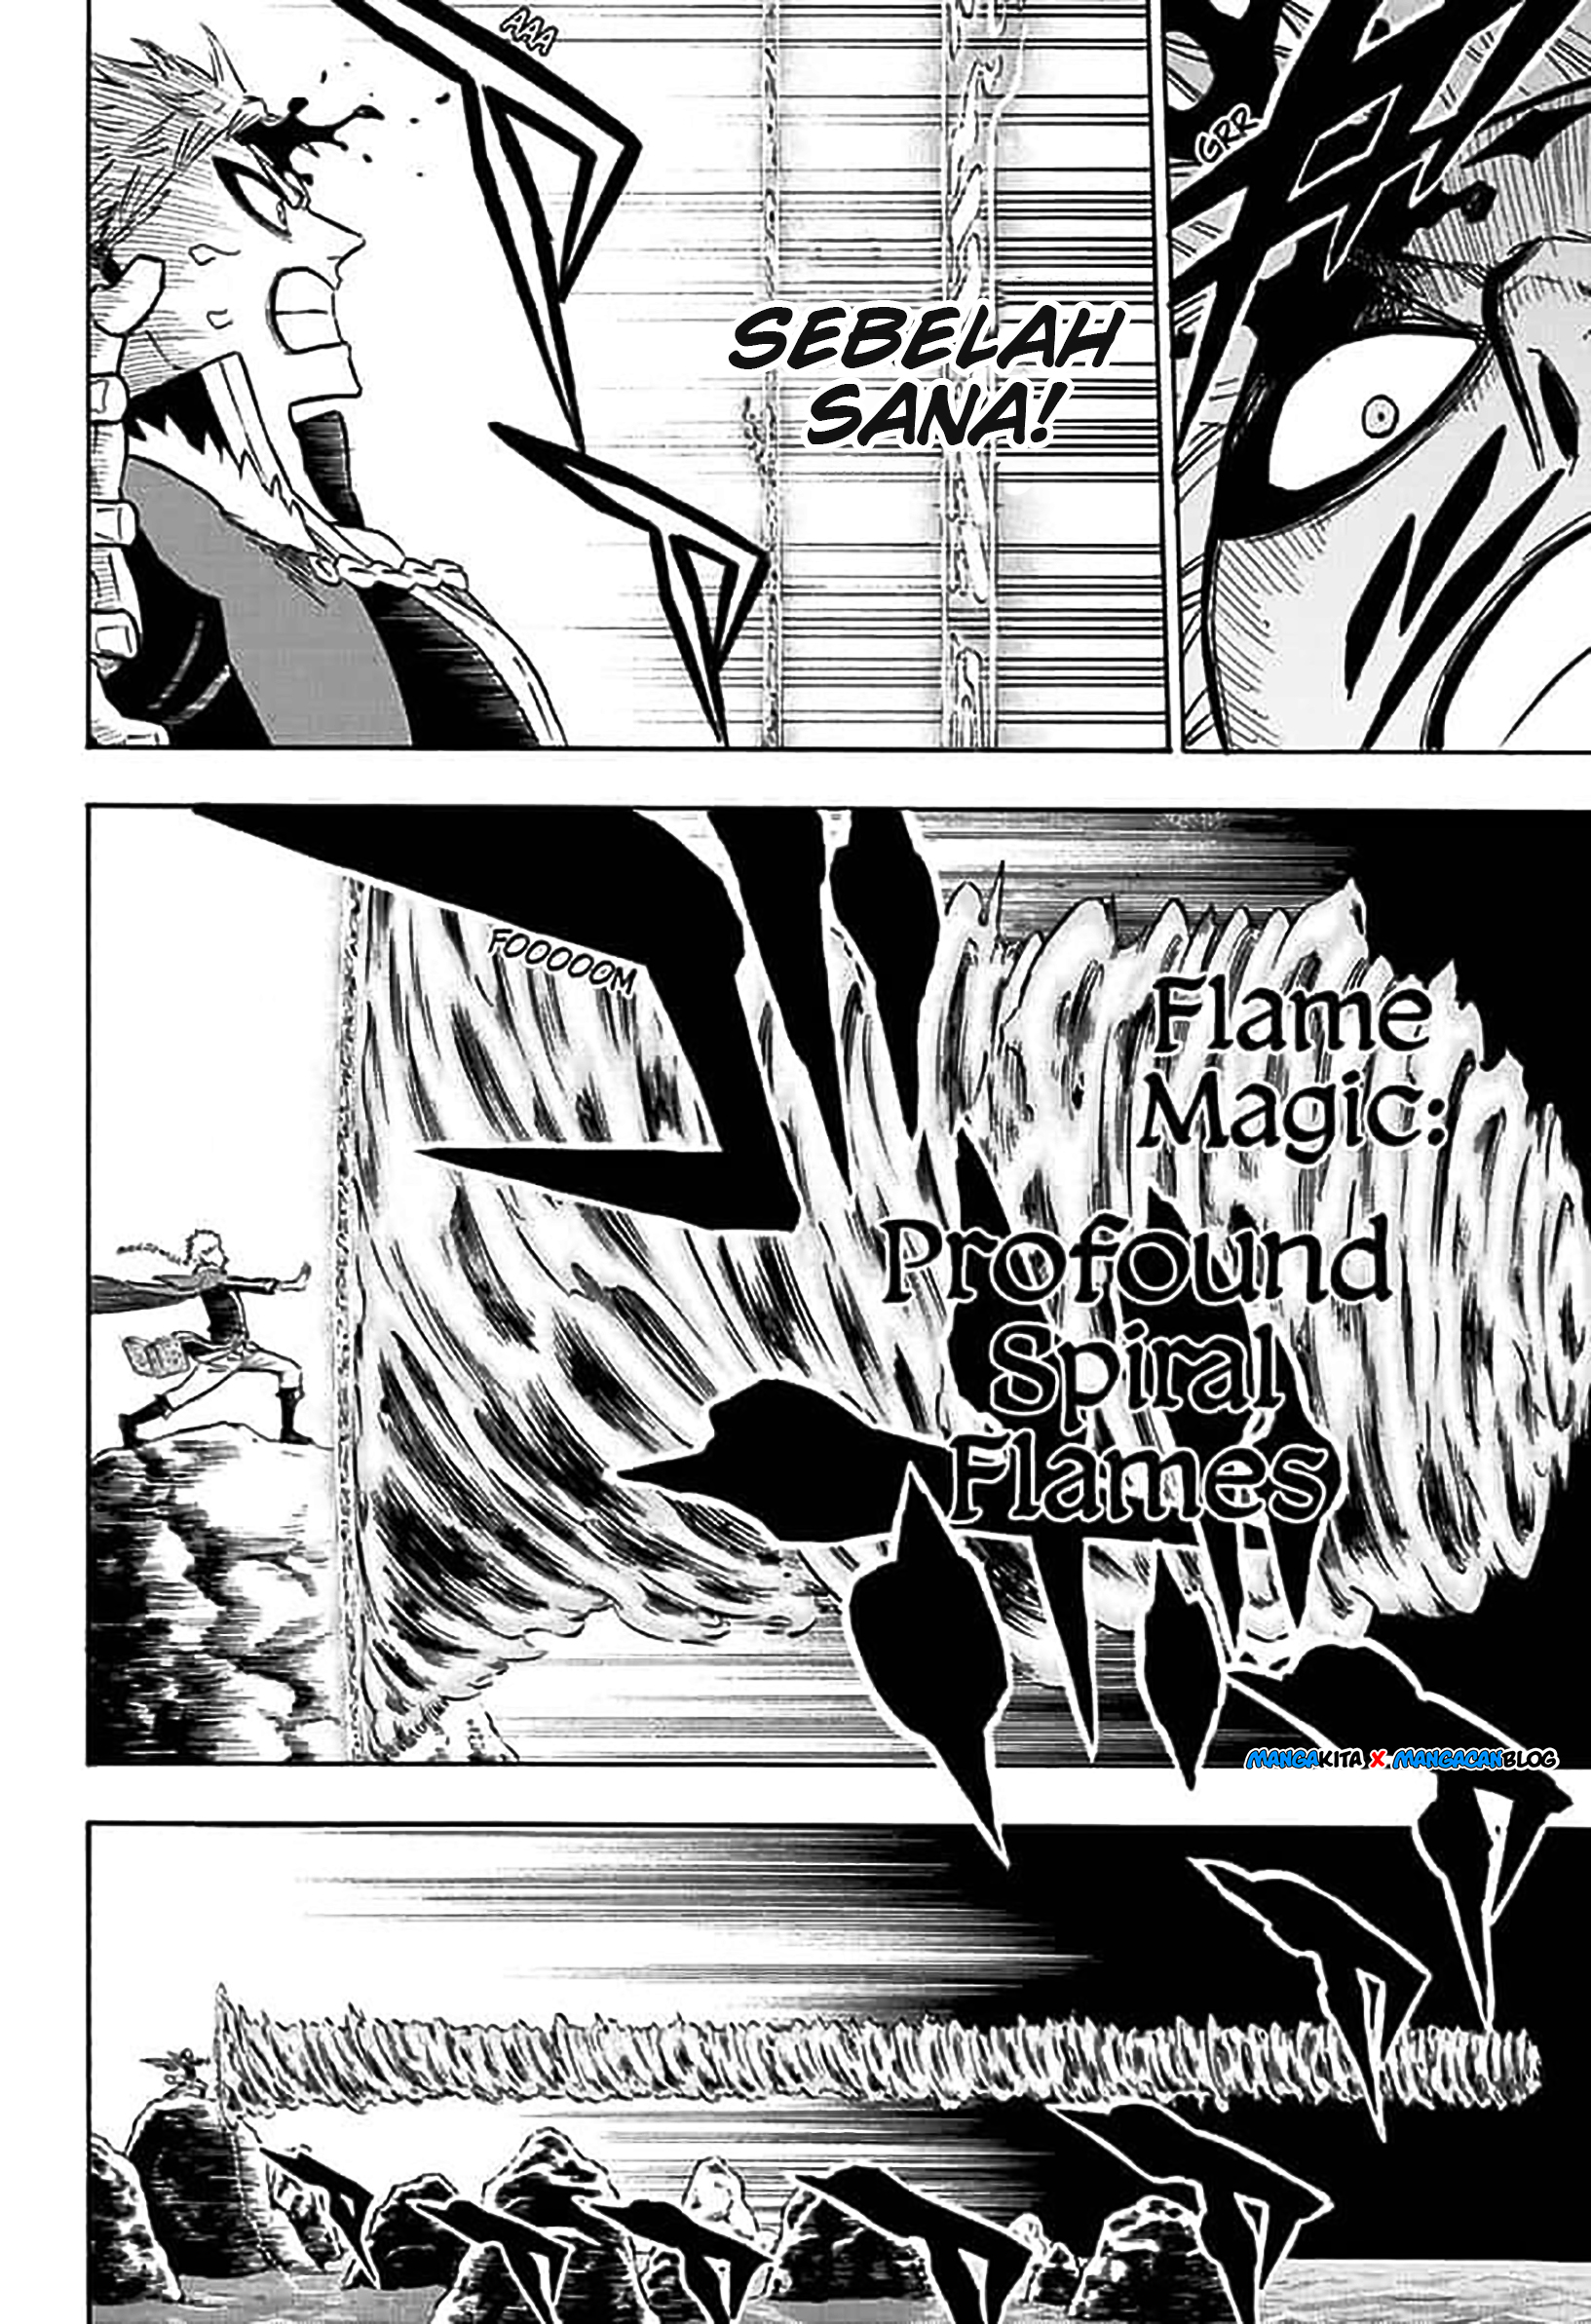 GRR
AAA
SEBELAH
SANA!
FOOOOOM
Flame
Magic:
Profound
Spiral
Flames
MANGAKITA X MANGACANBLOG